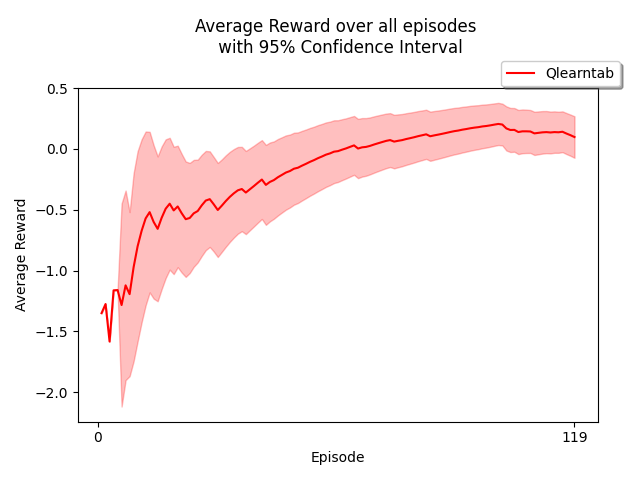 Average Reward over all episodes
with 95% Confidence Interval
Qlearntab
0.5
0.0
−0.5
−1.0
−1.5
−2.0
Average Reward
0
119
Episode